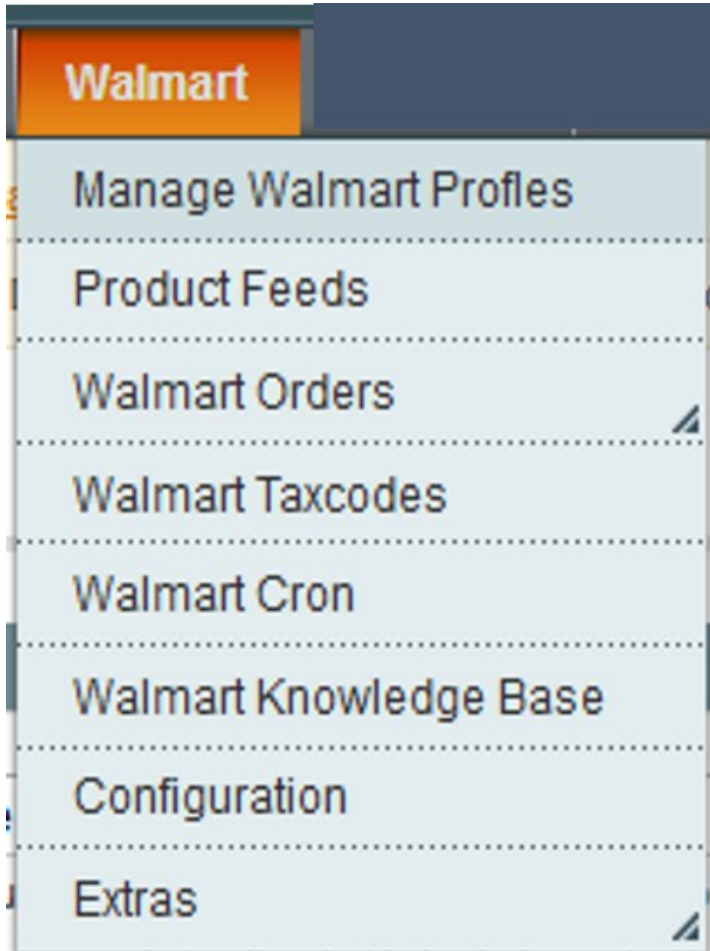 Walmart
Manage Walmart Profles
Product Feeds
Walmart Orders
Walmart Taxcodes
Walmart Cron
Walmart Knowledge Base
Configuration
Extras